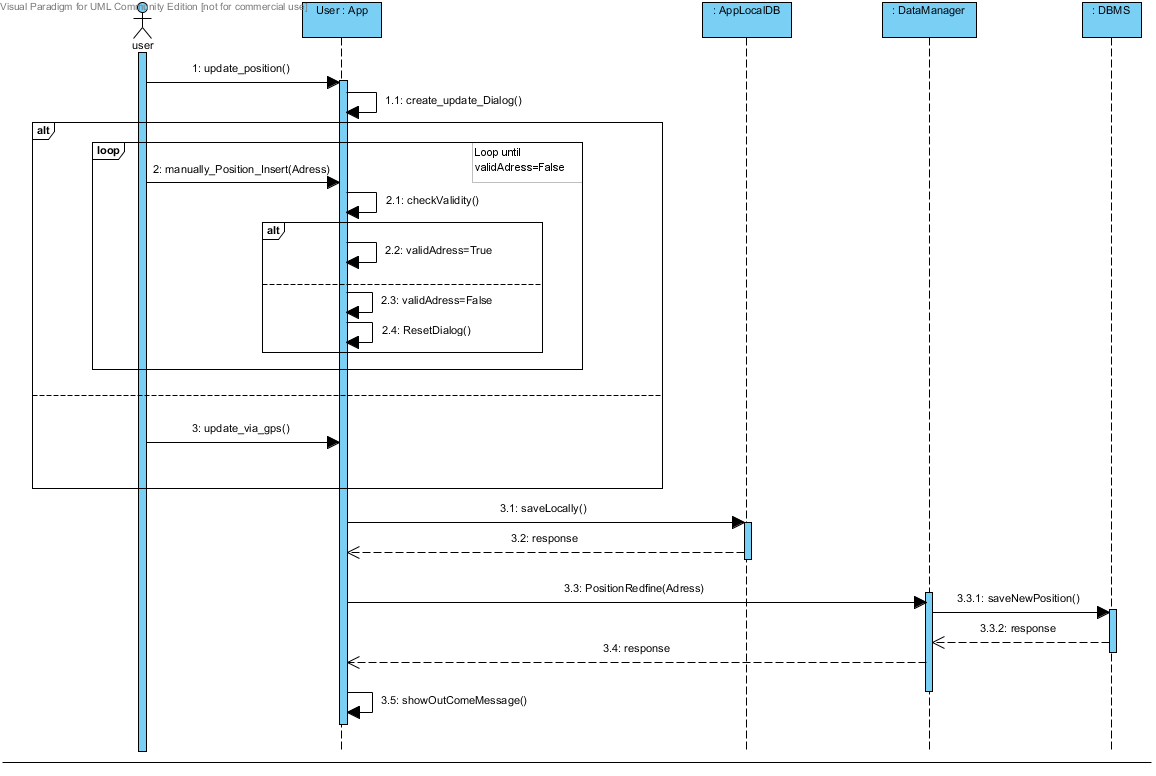 Visual Paradigm for UML Community Edition [not for commercial use]
user
User : App
: AppLocalDB
: DataManager
: DBMS
1: update_position()
1.1: create_update_Dialog()
alt
loop
Loop until
validAdress=False
2: manually_Position_Insert(Adress)
2.1: checkValidity()
alt
2.2: validAdress=True
2.3: validAdress=False
2.4: ResetDialog()
3: update_via_gps()
3.1: saveLocally()
3.2: response
3.3: PositionRedfine(Adress)
3.3.1: saveNewPosition()
3.3.2: response
3.4: response
3.5: showOutComeMessage()